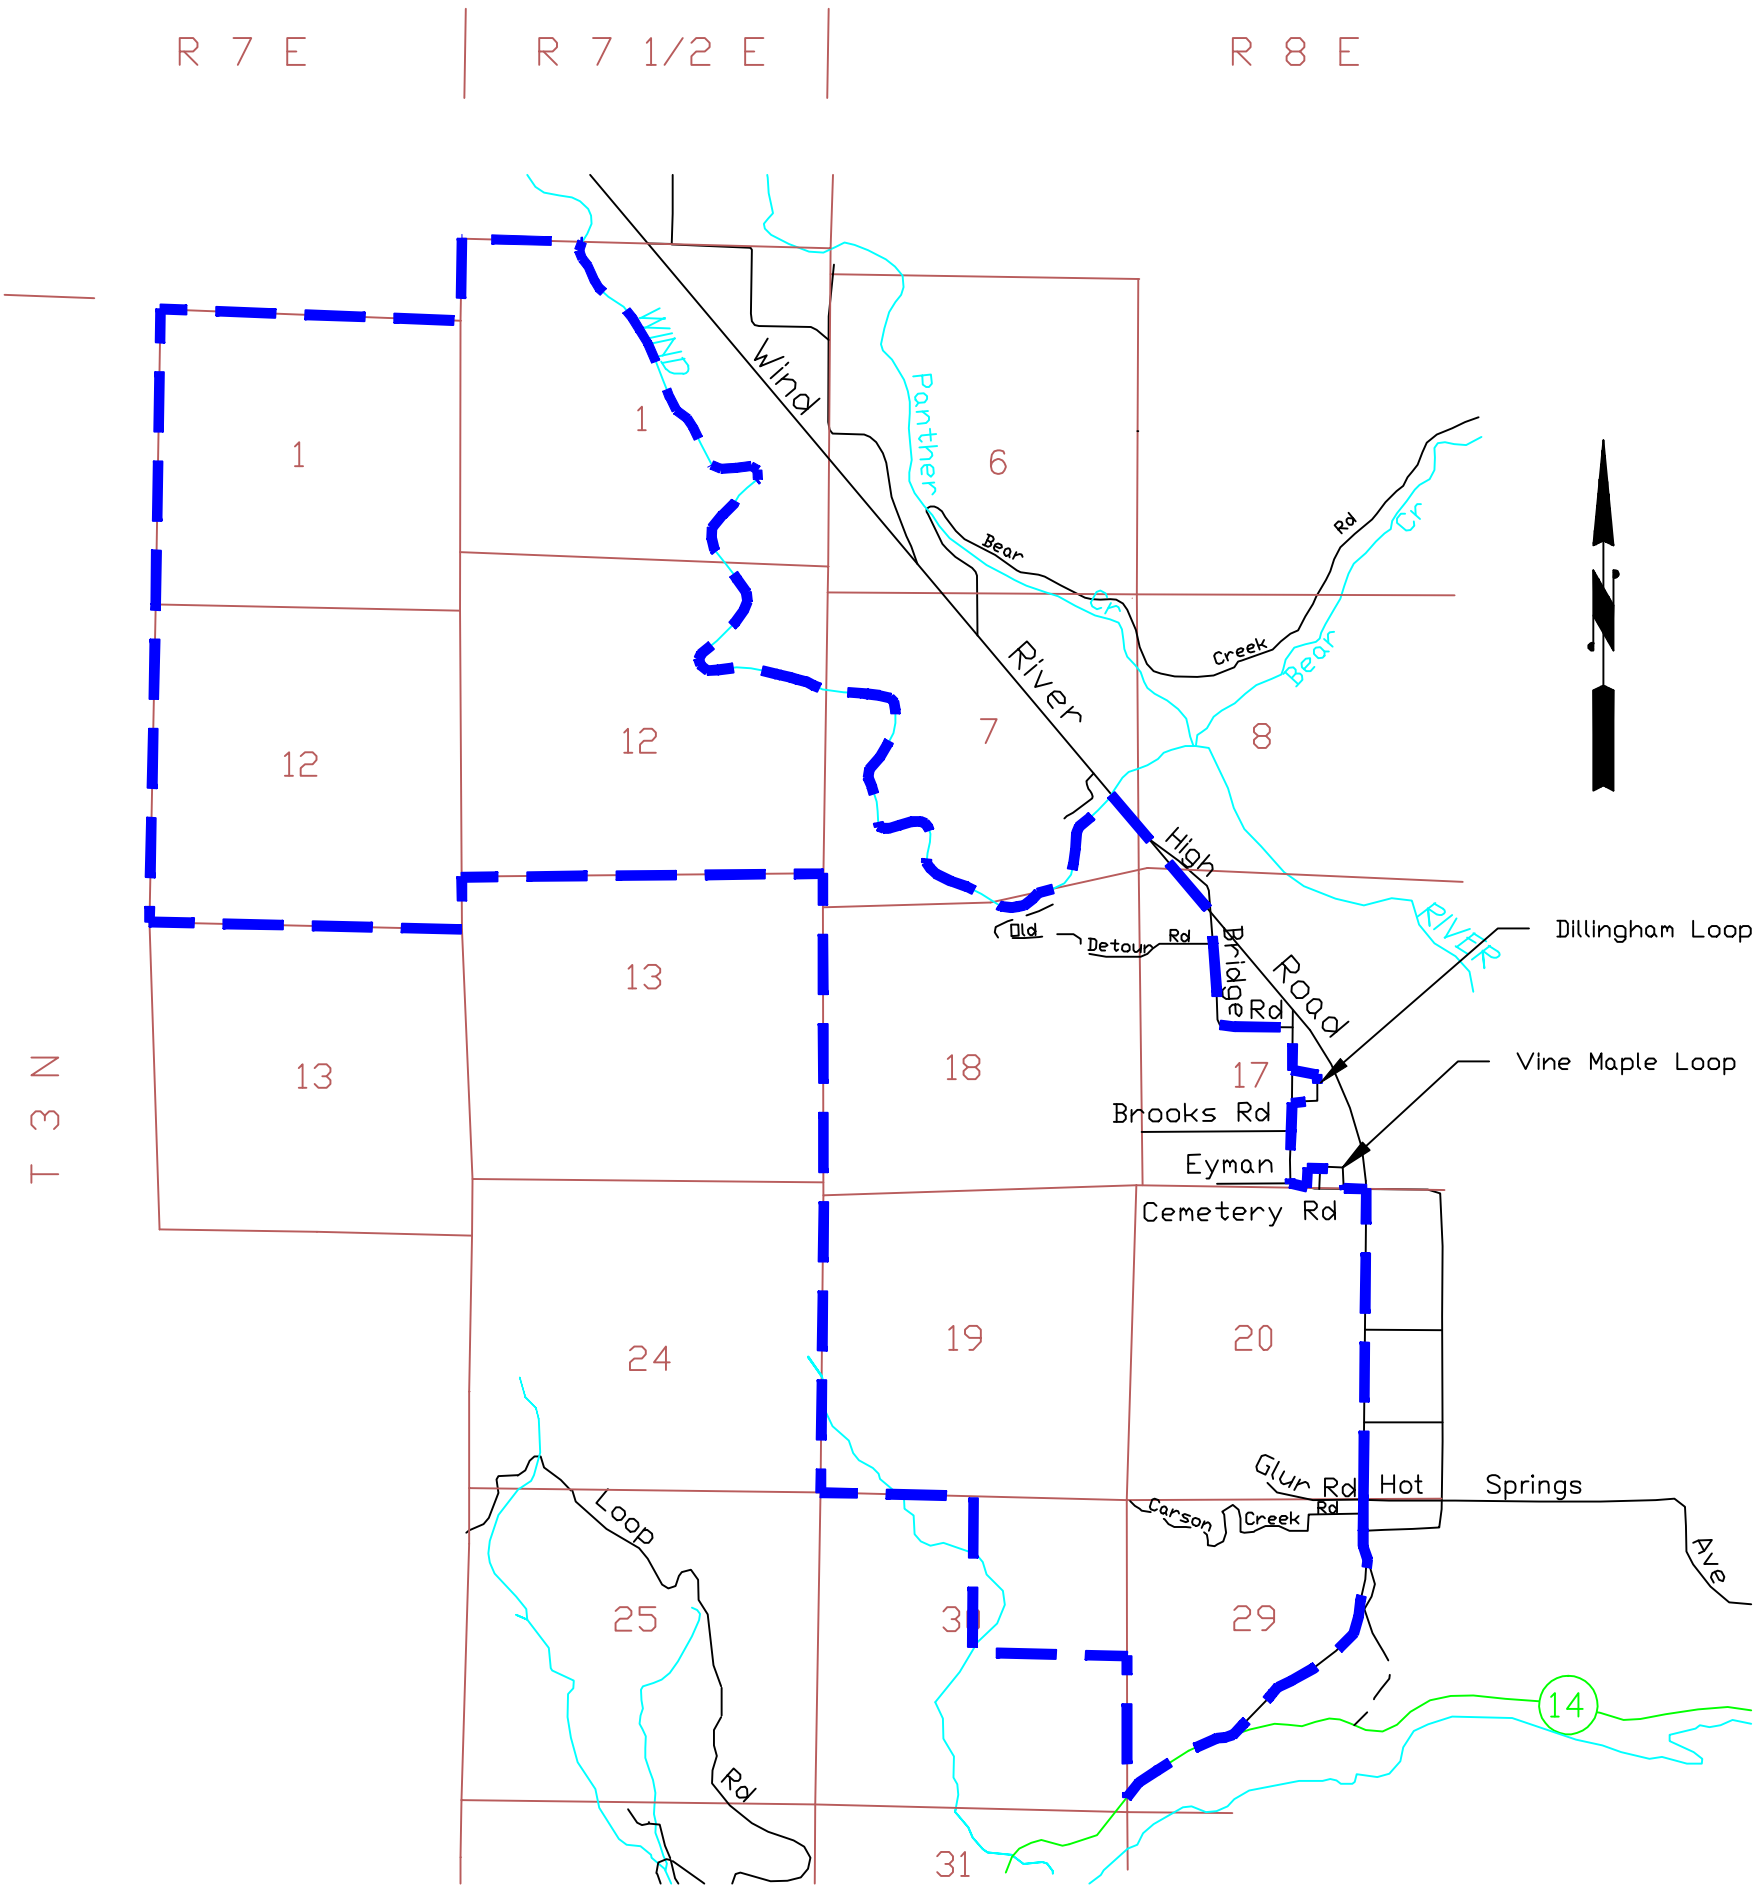 R 7 E
R 7 1/2 E
R 8 E
WIND
Wind
Panther
1
1
6
Bear
Rd
Cr
Cr
Creek
Bear
River
12
12
7
8
High
Old
Detour
Rd
Bridge
Rd
Road
RIVER
Dillingham Loop
13
T 3 N
13
18
17
Vine Maple Loop
Brooks Rd
Eyman
Cemetery Rd
24
19
20
Glur Rd
Hot Springs
Ave
Loop
Carson
Creek
Rd
25
30
29
14
Rd
31